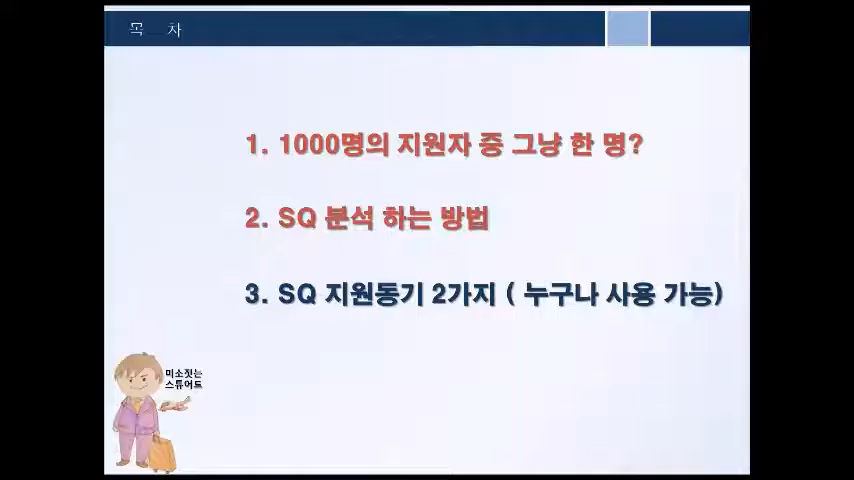 목 차
1. 1000명의 지원자 중 그냥 한 명?
2. SQ 분석 하는 방법
3. SQ 지원동기 2가지 ( 누구나 사용 가능)
미소짓는
스튜어드